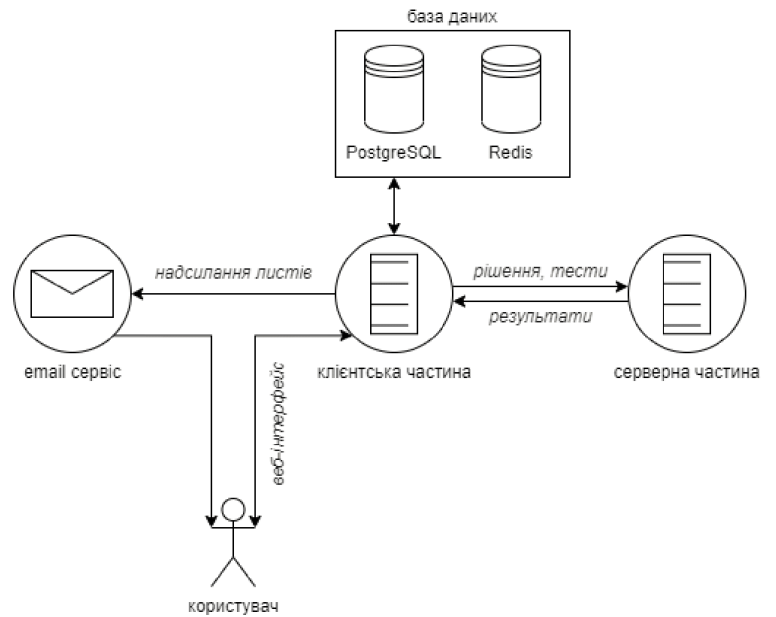 база даних
PostgreSQL
Redis
надсилання листів
рішення, тести
результати
email сервіс
клієнтська частина
серверна частина
веб-інтерфейс
користувач